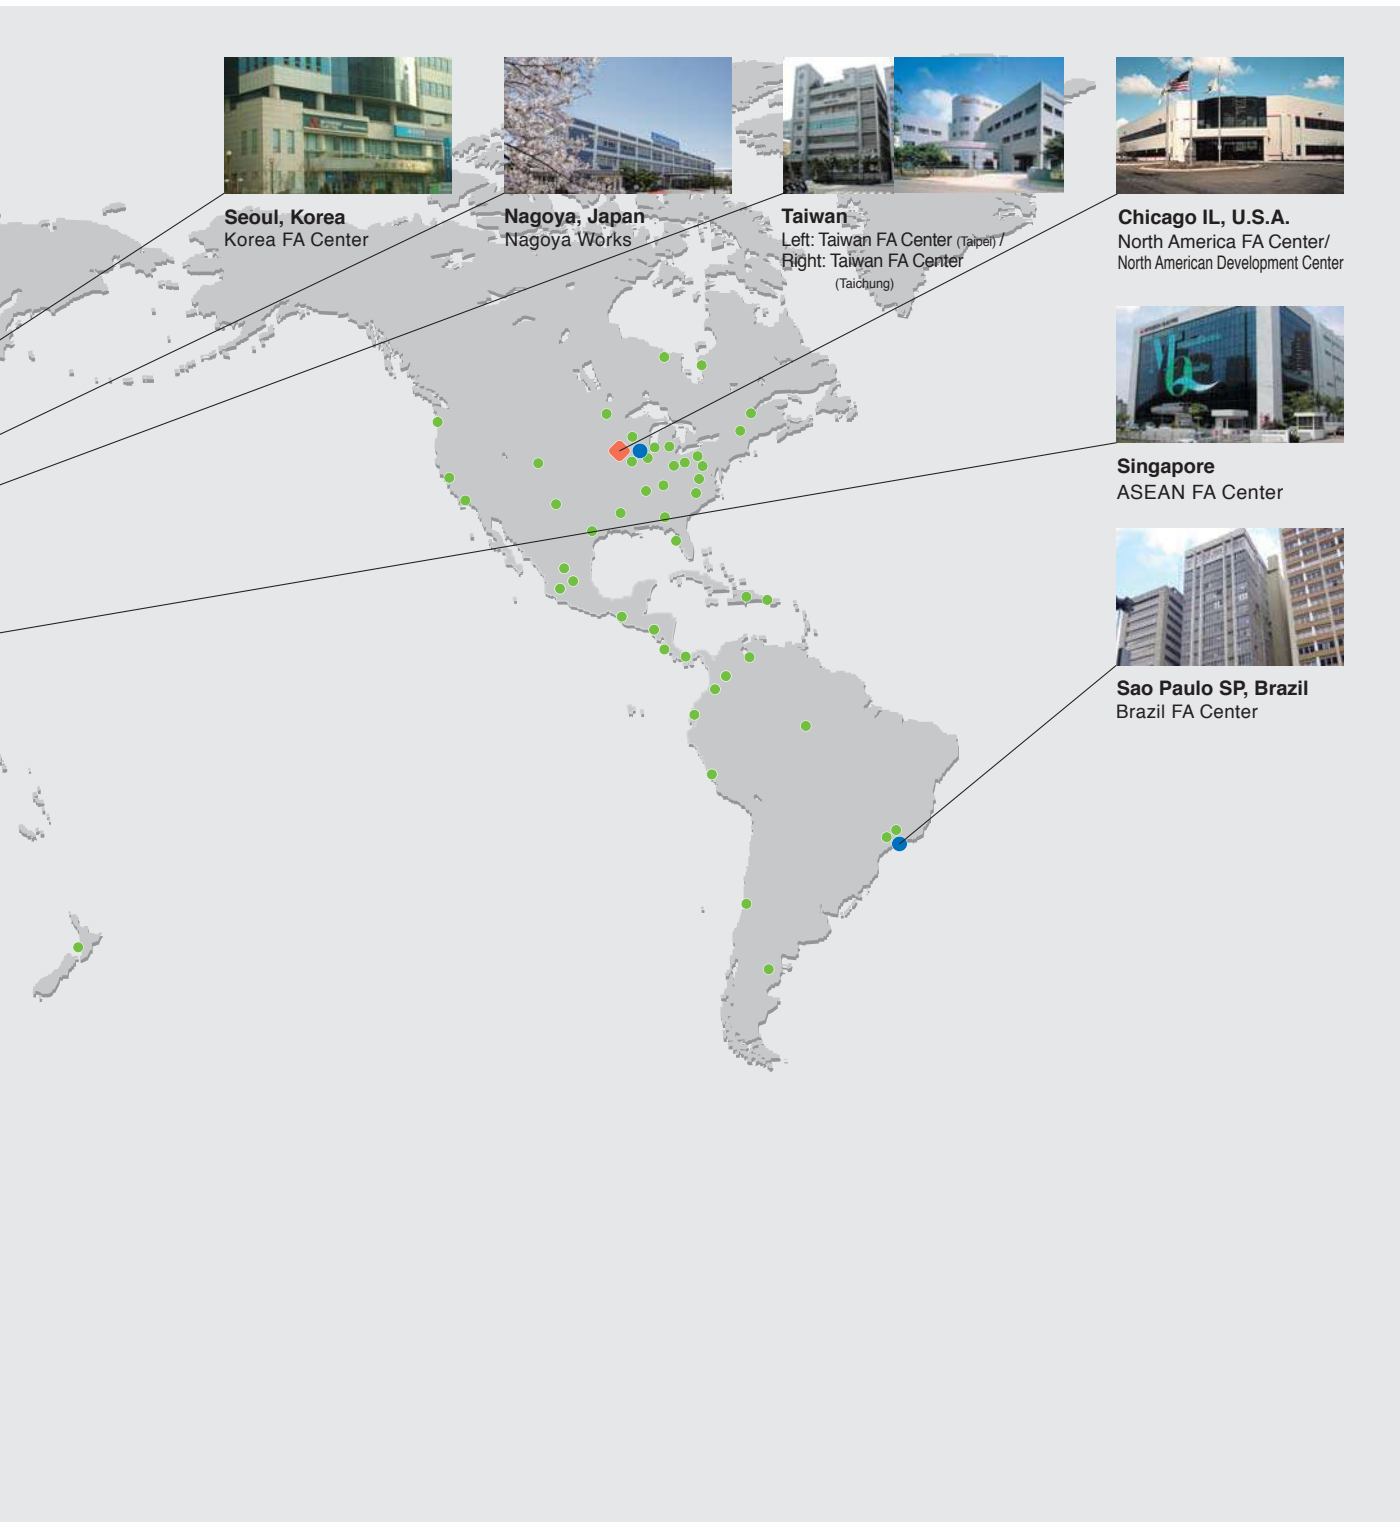 Seoul, Korea
Korea FA Center
Nagoya, Japan
Nagoya Works
Taiwan
Left: Taiwan FA Center (Taipei) /
Right: Taiwan FA Center
(Taichung)
Chicago IL, U.S.A.
North America FA Center/
North American Development Center
Singapore
ASEAN FA Center
Sao Paulo SP, Brazil
Brazil FA Center